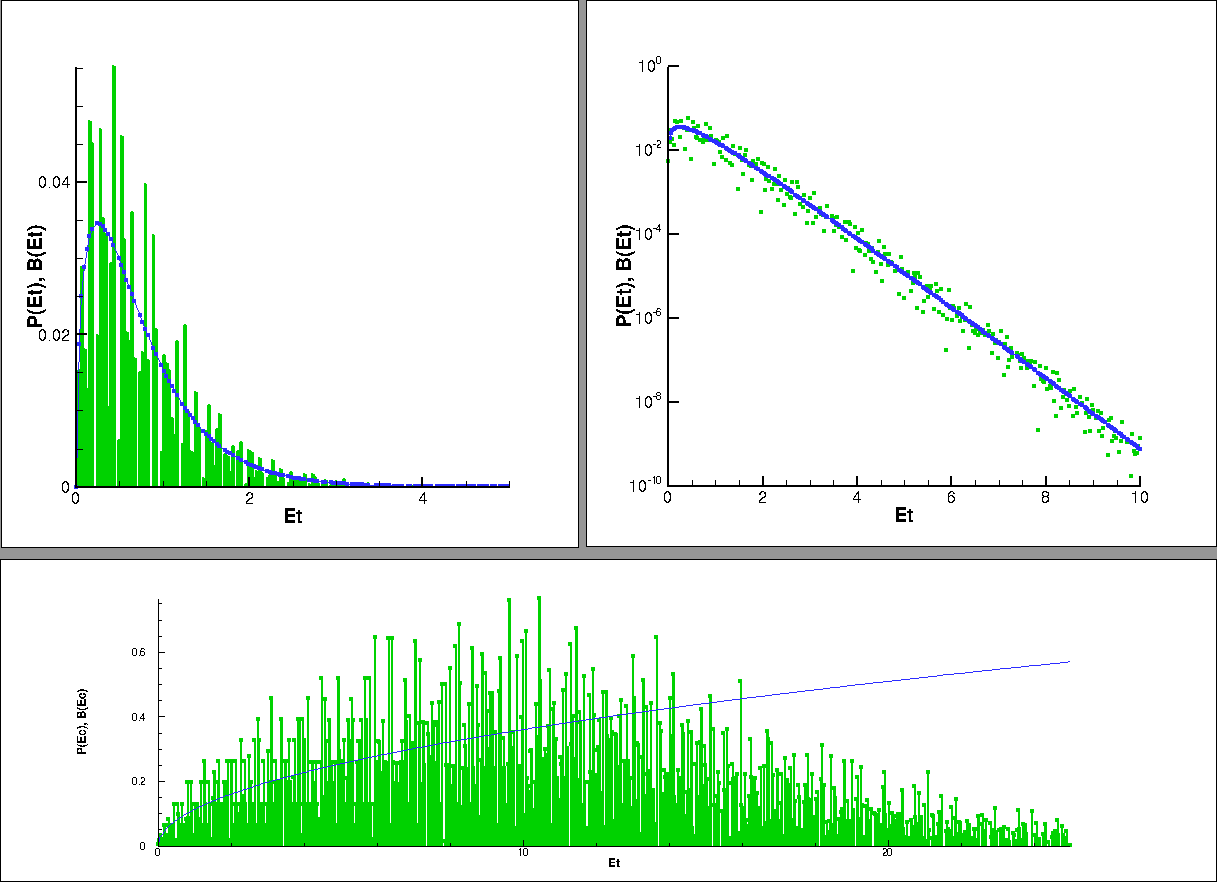 P(Et), B(Et)
0.04
0.02
0
0 2 4
Et
P(Et), B(Et)
10^0
10^-2
10^-4
10^-6
10^-8
10^-10
0 2 4 6 8 10
Et
P(Ec), B(Ec)
0.6
0.4
0.2
0
0 10 20
Et